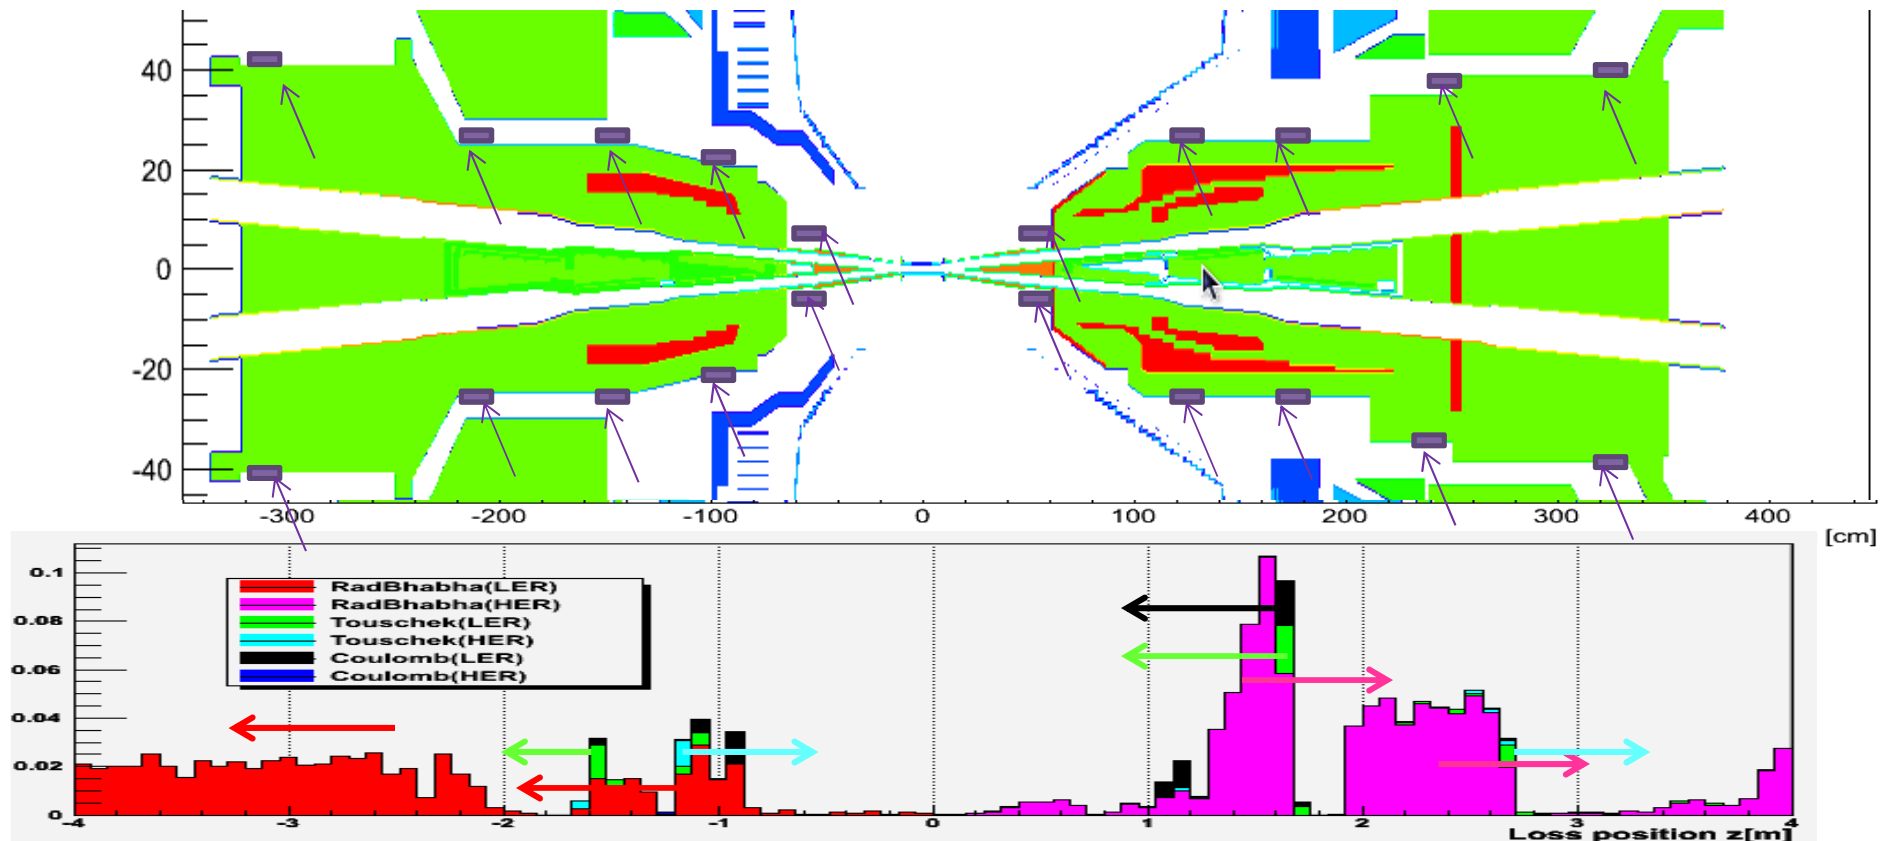 40
20
0
-20
-40
-300 -200 -100 0 100 200 300 400
[cm]
0.1
0.08
0.06
0.04
0.02
0
RadBhabha(LER)
RadBhabha(HER)
Touschek(LER)
Touschek(HER)
Coulomb(LER)
Coulomb(HER)
-4 -3 -2 -1 0 1 2 3 4
Loss position z[m]